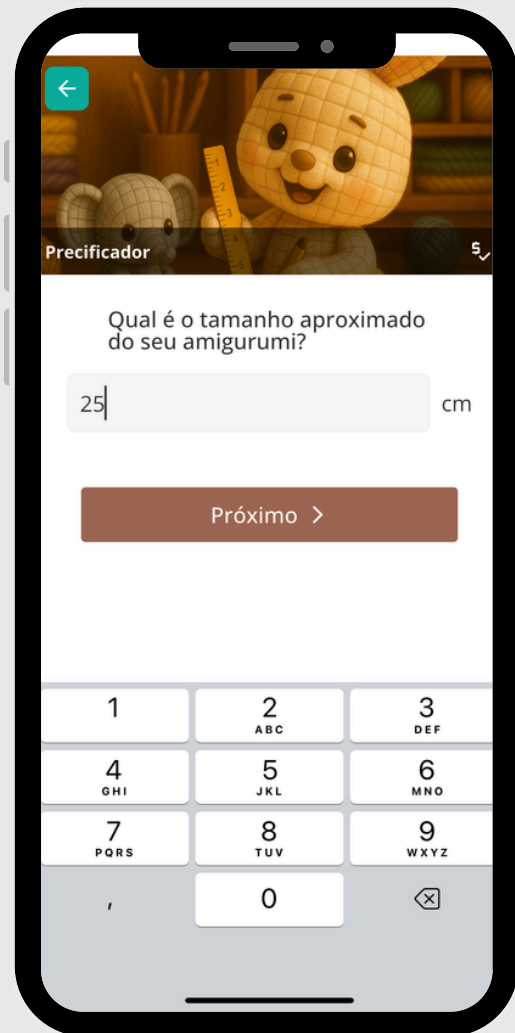 Precificador
Qual é o tamanho aproximado
do seu amigurumi?
25
cm
Próximo
1
2
ABC
3
DEF
4
GHI
5
JKL
6
MNO
7
PQRS
8
TUV
9
WXYZ
,
0